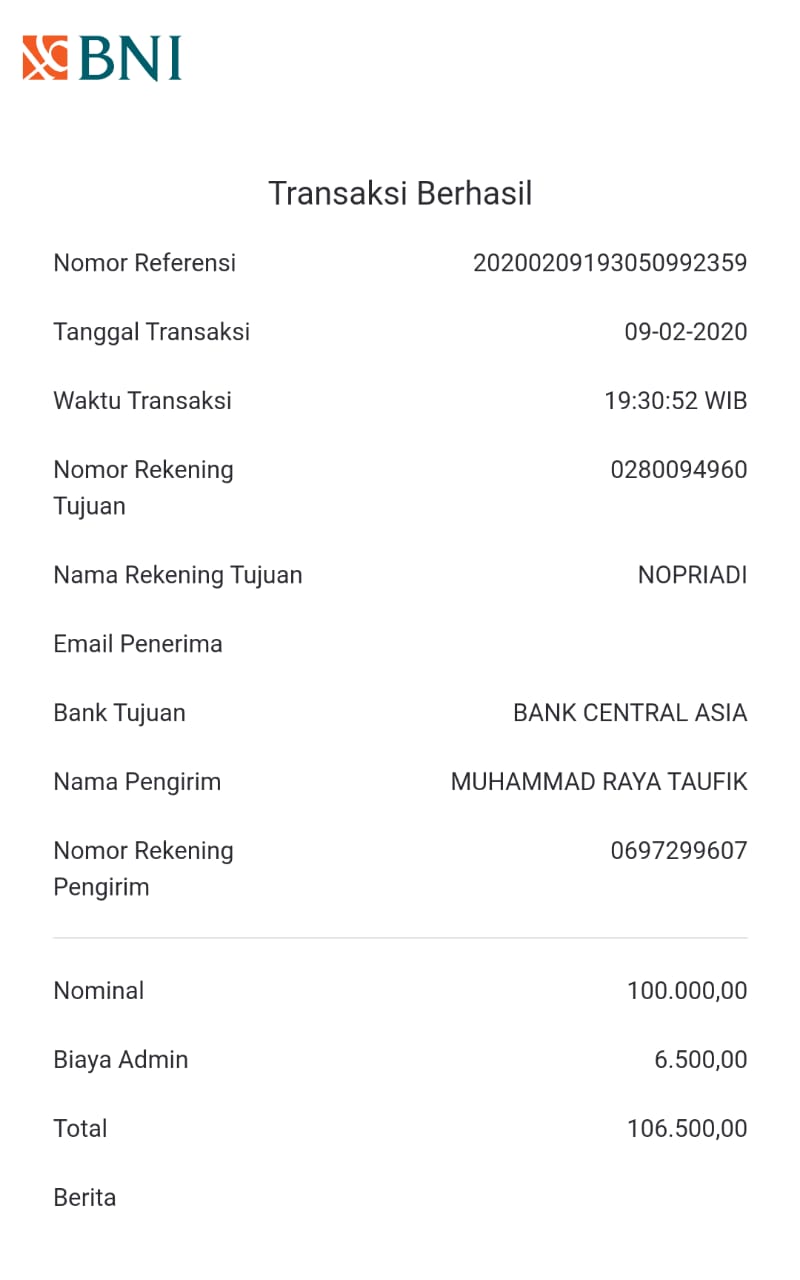 BNI
Transaksi Berhasil
Nomor Referensi 20200209193050992359
Tanggal Transaksi 09-02-2020
Waktu Transaksi 19:30:52 WIB
Nomor Rekening 0280094960
Tujuan
Nama Rekening Tujuan NOPRIADI
Email Penerima
Bank Tujuan BANK CENTRAL ASIA
Nama Pengirim MUHAMMAD RAYA TAUFIK
Nomor Rekening 0697299607
Pengirim
Nominal 100.000,00
Biaya Admin 6.500,00
Total 106.500,00
Berita